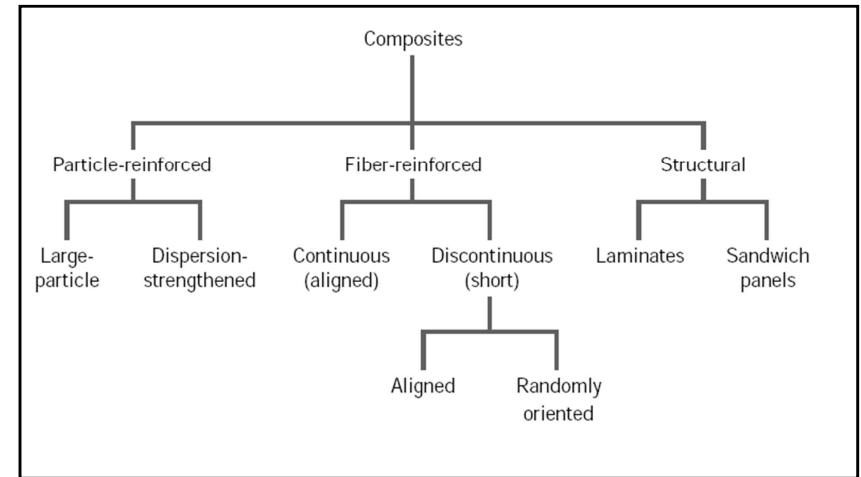 Composites
Particle-reinforced
Fiber-reinforced
Structural
Large-
particle
Dispersion-
strengthened
Continuous
(aligned)
Discontinuous
(short)
Laminates
Sandwich
panels
Aligned
Randomly
oriented